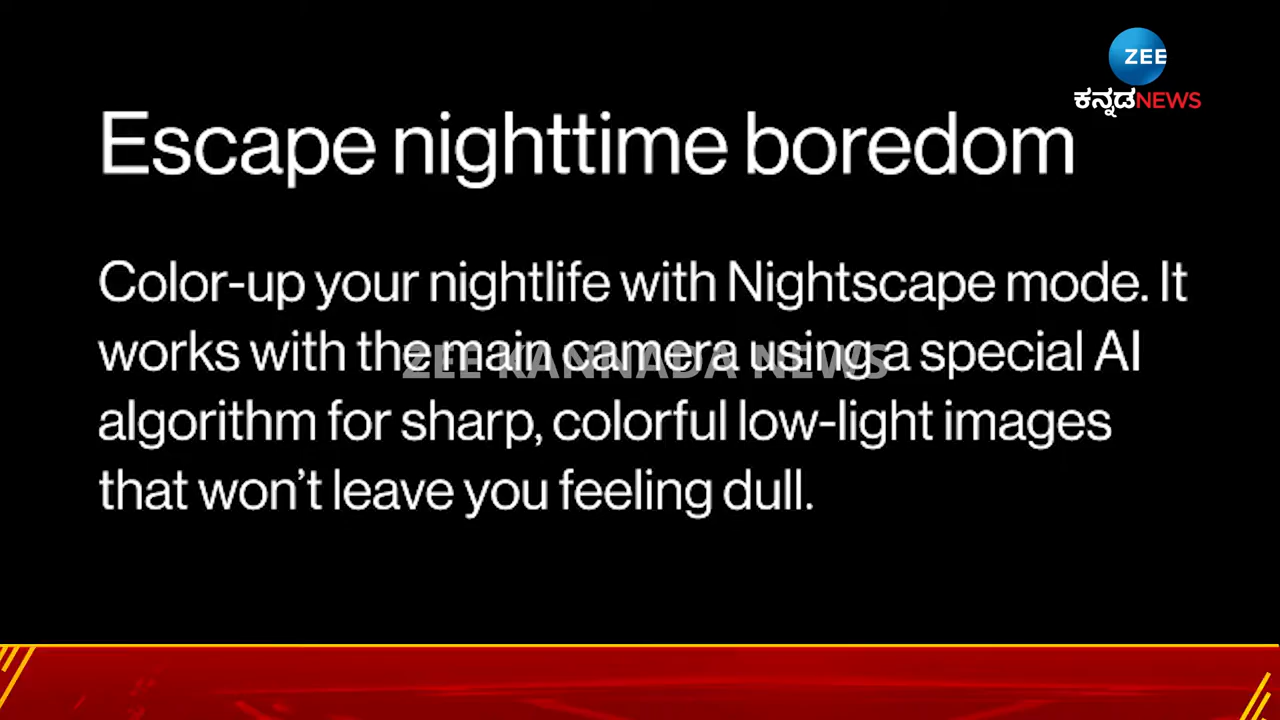 ZEE
ಕನ್ನಡNEWS
Escape nighttime boredom
Color-up your nightlife with Nightscape mode. It
works with the main camera using a special AI
ZEE KANNADA NEWS
algorithm for sharp, colorful low-light images
that won’t leave you feeling dull.